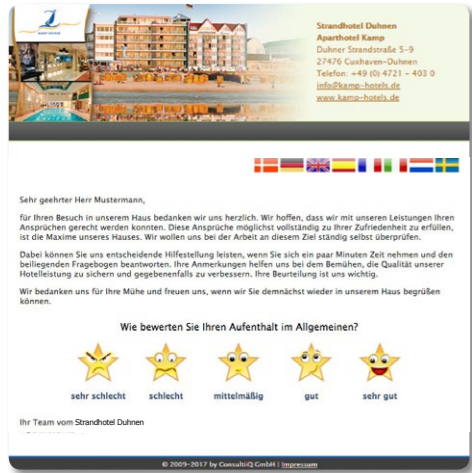 KAMP HOTELS
Strandhotel Duhnen
Aparthotel Kamp
Duhner Strandstraße 5-9
27476 Cuxhaven-Duhnen
Telefon: +49 (0) 4721 - 403 0
info@kamp-hotels.de
www.kamp-hotels.de
Sehr geehrter Herr Mustermann,
für Ihren Besuch in unserem Haus bedanken wir uns herzlich. Wir hoffen, dass wir mit unseren Leistungen Ihren
Ansprüchen gerecht werden konnten. Diese Ansprüche möglichst vollständig zu Ihrer Zufriedenheit zu erfüllen,
ist die Maxime unseres Hauses. Wir wollen uns bei der Arbeit an diesem Ziel ständig selbst überprüfen.
Dabei können Sie uns entscheidende Hilfestellung leisten, wenn Sie sich ein paar Minuten Zeit nehmen und den
beiliegenden Fragebogen beantworten. Ihre Anmerkungen helfen uns bei dem Bemühen, die Qualität unserer
Hotelleistung zu sichern und gegebenenfalls zu verbessern. Ihre Beurteilung ist uns wichtig.
Wir bedanken uns für Ihre Mühe und freuen uns, wenn wir Sie demnächst wieder in unserem Haus begrüßen
können.
Wie bewerten Sie Ihren Aufenthalt im Allgemeinen?
sehr schlecht schlecht mittelmäßig gut sehr gut
Ihr Team vom Strandhotel Duhnen
© 2009-2017 by ConsultiQ GmbH | Impressum